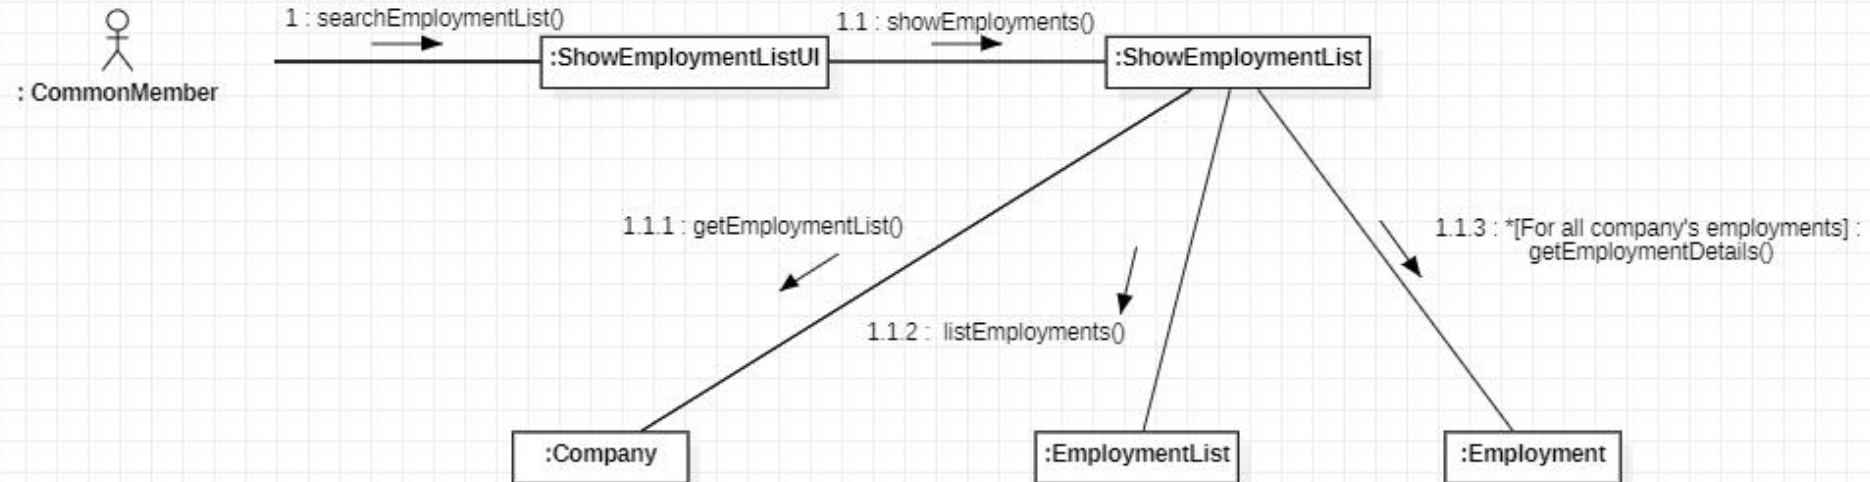 1 : searchEmploymentList()
1.1 : showEmployments()
:ShowEmploymentListUI
:ShowEmploymentList
: CommonMember
1.1.1 : getEmploymentList()
1.1.3 : *[For all company's employments] :
getEmploymentDetails()
1.1.2 : listEmployments()
:Company
:EmploymentList
:Employment